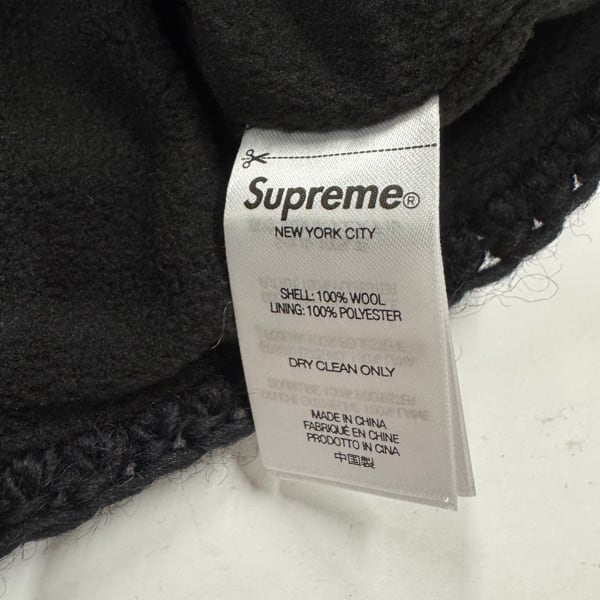 Supreme®
NEW YORK CITY
SHELL: 100% WOOL
LINING: 100% POLYESTER
DRY CLEAN ONLY
MADE IN CHINA
FABRIQUÉ EN CHINE
PRODOTTO IN CINA
中国製